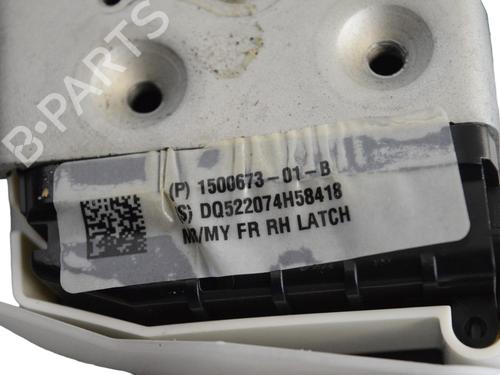 B-PARTS
(P) 1500673-01-B
(S) DQ522074H58418
M/MY FR RH LATCH